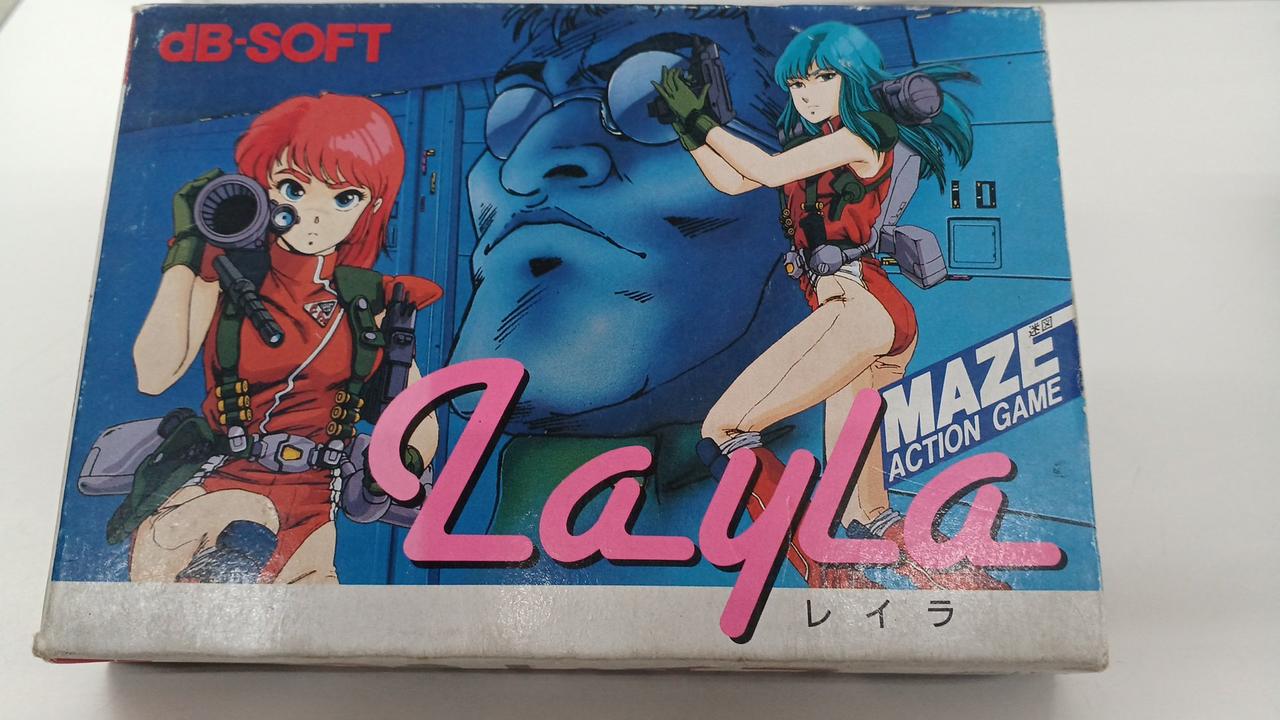 dB-SOFT
迷図
MAZE
ACTION GAME
Layla
レイラ